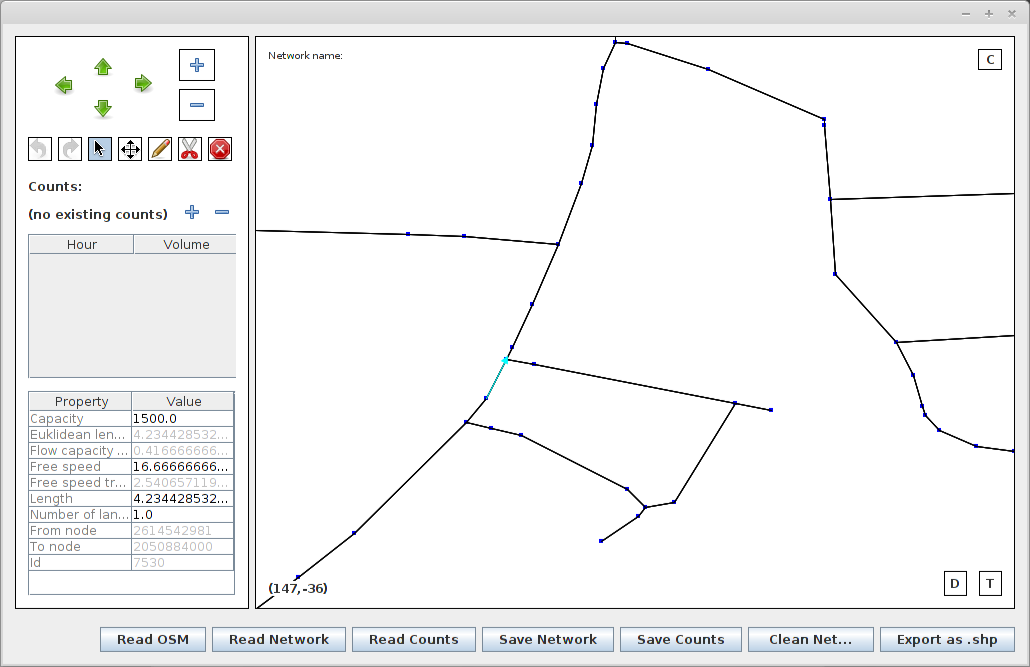 Network name:
C
Counts:
(no existing counts)
Hour Volume
Property Value
Capacity 1500.0
Euklidean len... 4.234428532...
Flow capacity ... 0.416666666...
Free speed 16.66666666...
Free speed tr... 2.540657119...
Length 4.234428532...
Number of lan... 1.0
From node 2614542981
To node 2050884000
Id 7530
(147,-36)
D T
Read OSM Read Network Read Counts Save Network Save Counts Clean Net... Export as .shp